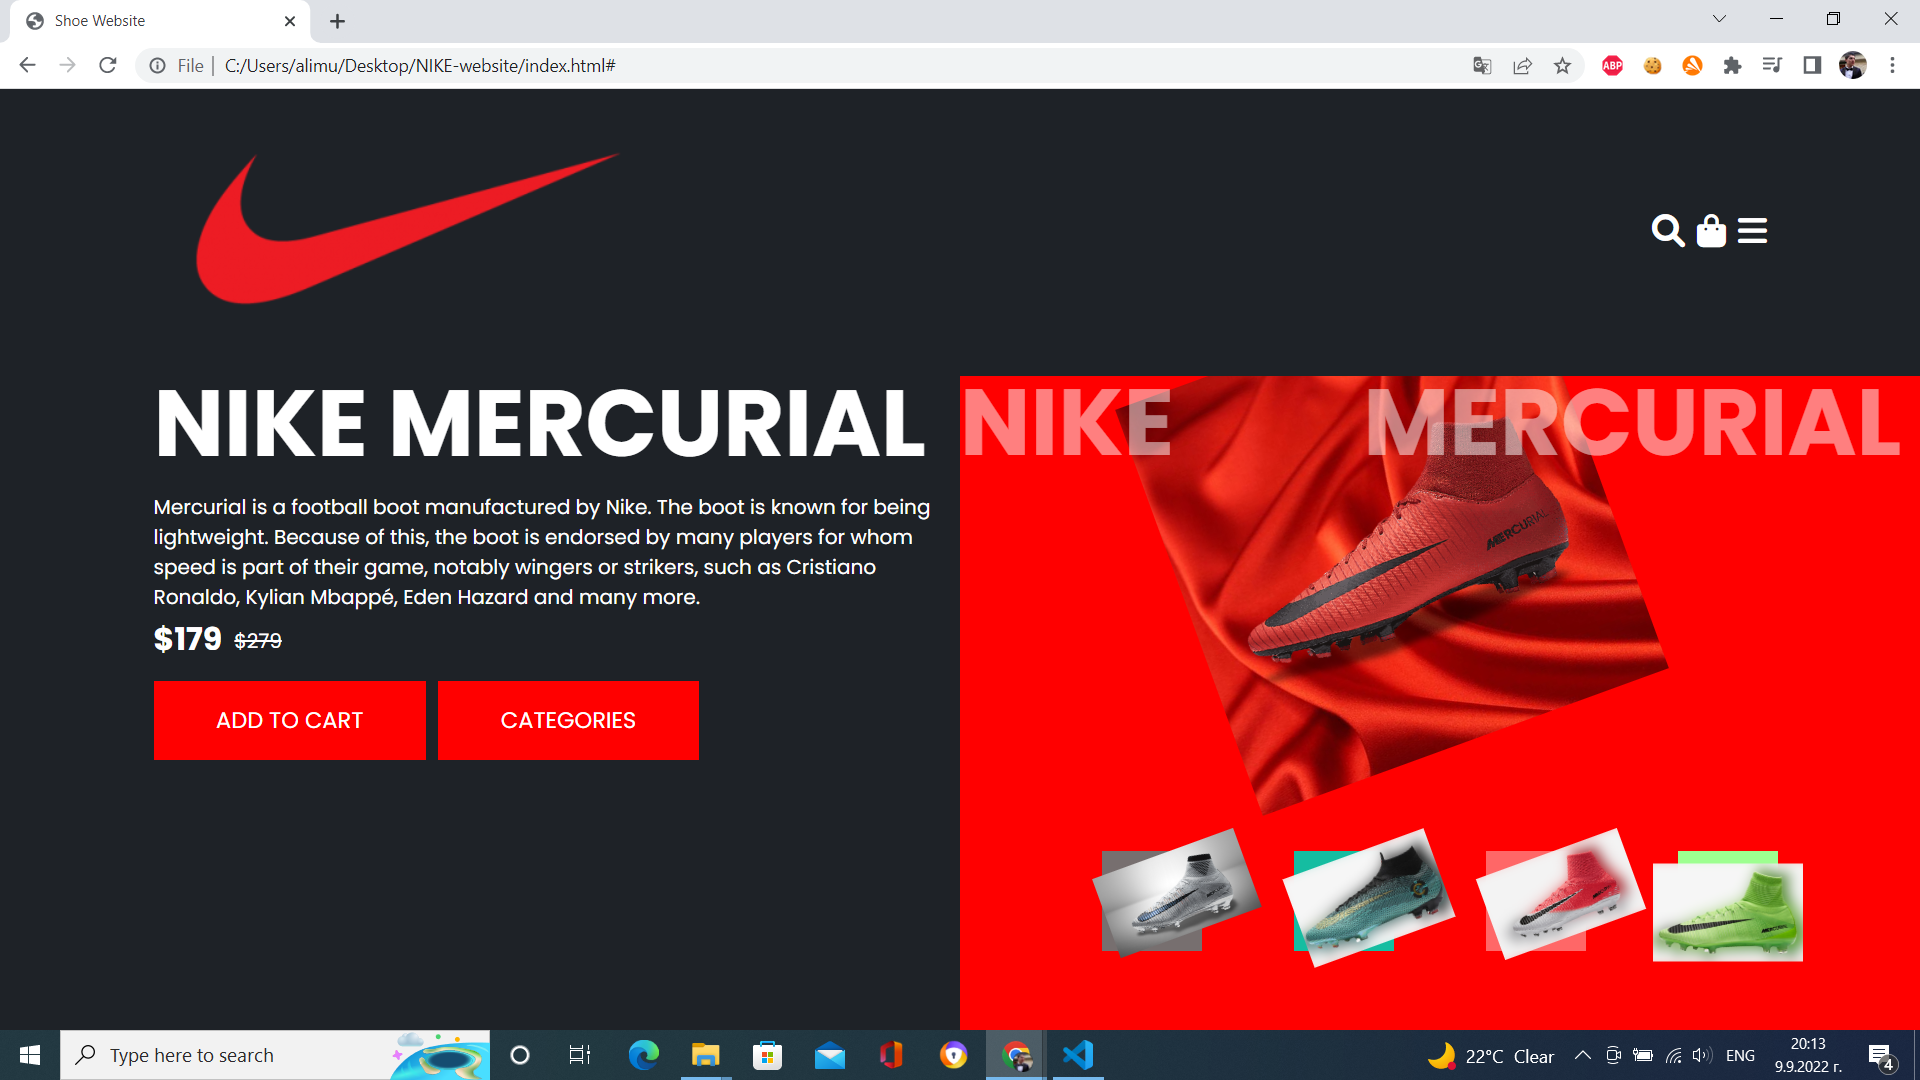 Shoe Website
File
C:/Users/alimu/Desktop/NIKE-website/index.html#
ABP
NIKE MERCURIAL
NIKE MERCURIAL
Mercurial is a football boot manufactured by Nike. The boot is known for being
lightweight. Because of this, the boot is endorsed by many players for whom
speed is part of their game, notably wingers or strikers, such as Cristiano
Ronaldo, Kylian Mbappé, Eden Hazard and many more.
$179 $279
ADD TO CART
CATEGORIES
MERCURIAL
Type here to search
22°C Clear
ENG
20:13
9.9.2022 г.
4